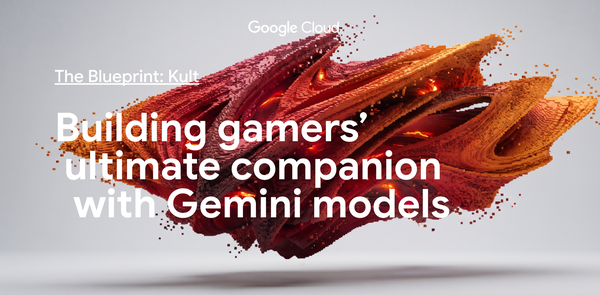 Google Cloud
The Blueprint: Kult
Building gamers’
ultimate companion
with Gemini models